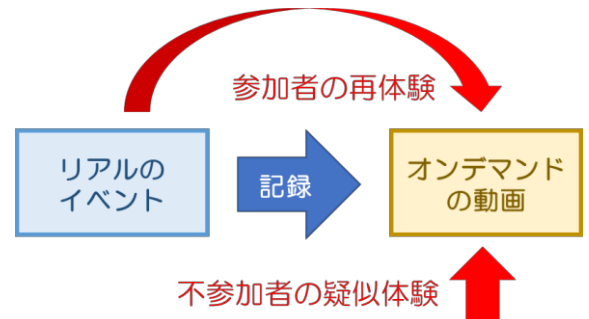 参加者の再体験
リアルの
イベント
記録
オンデマンド
の動画
不参加者の疑似体験